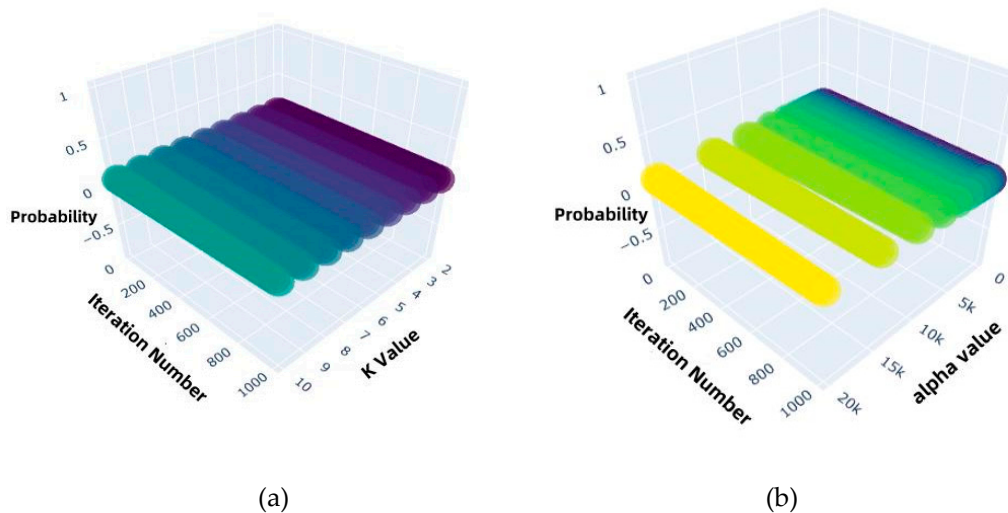 1
0.5
0
Probability
−0.5
0
200
400
600
800
1000
Iteration Number
2
3
4
5
6
7
8
9
10
K Value
(a)
1
0.5
0
Probability
−0.5
0
200
400
600
800
1000
Iteration Number
0
5k
10k
15k
20k
alpha value
(b)